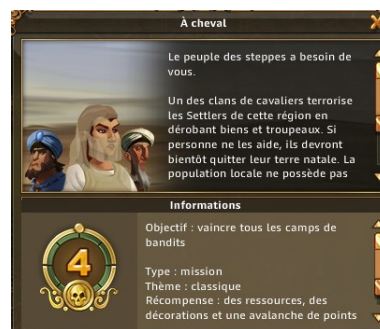 À cheval
Le peuple des steppes a besoin de
vous.
Un des clans de cavaliers terrorise
les Settlers de cette région en
dérobant biens et troupeaux. Si
personne ne les aide, ils devront
bientôt quitter leur terre natale. La
population locale ne possède pas
Informations
4
Objectif : vaincre tous les camps de
bandits
Type : mission
Thème : classique
Récompense : des ressources, des
décorations et une avalanche de points